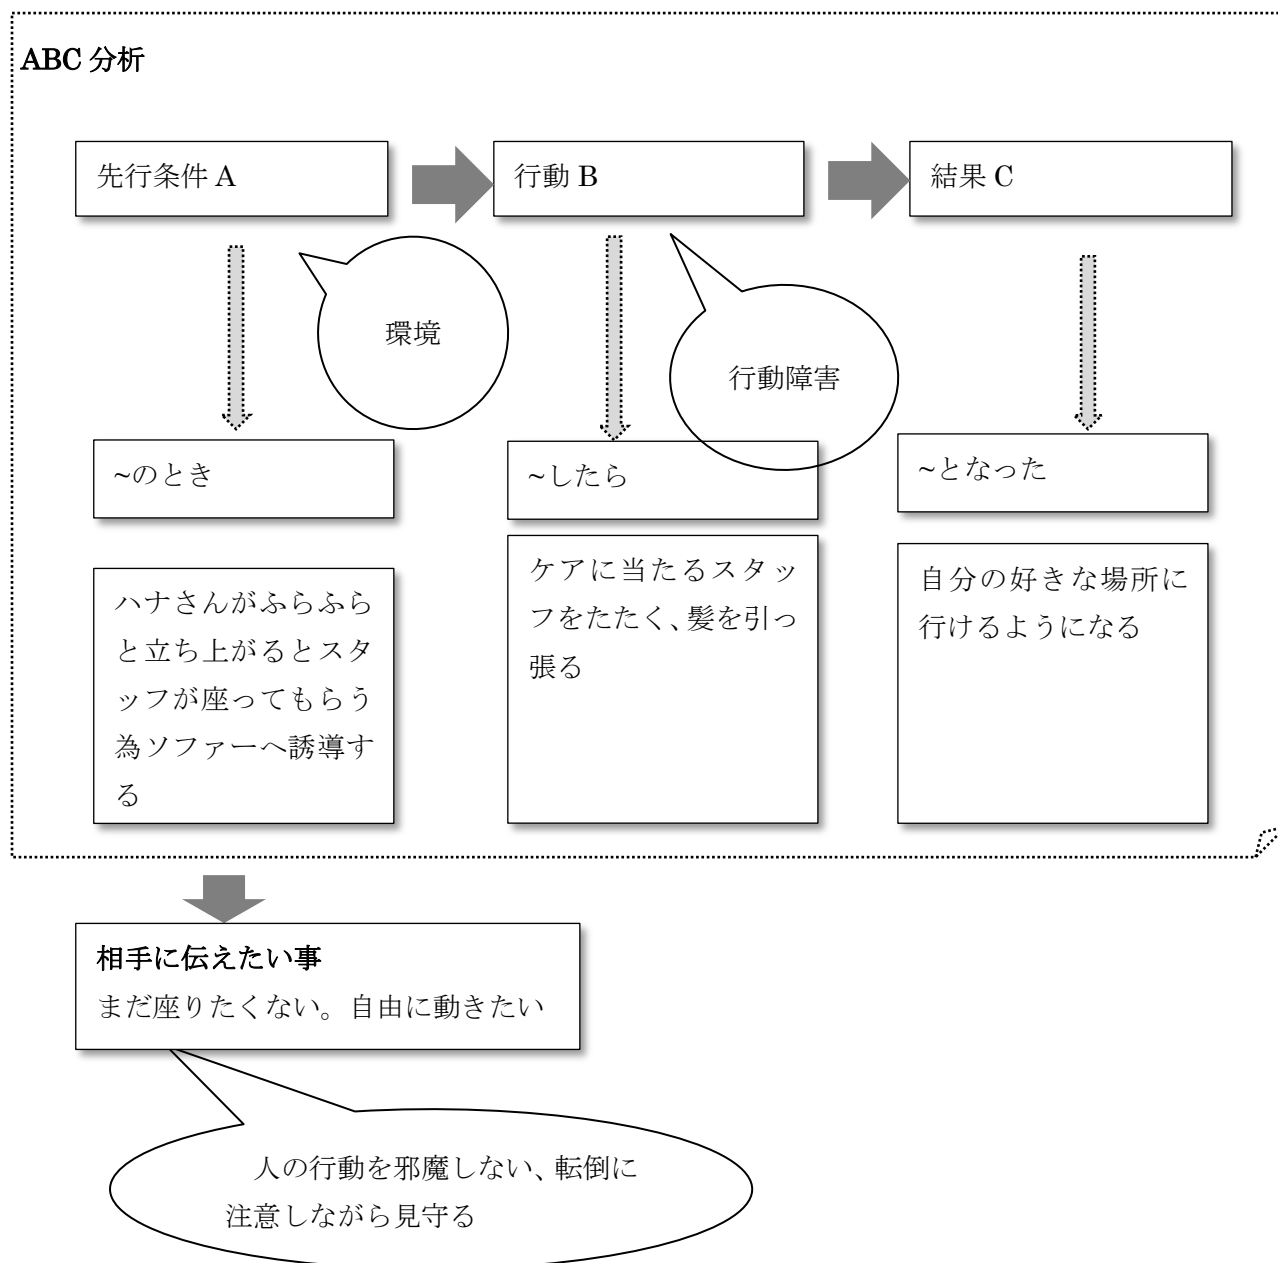 ABC 分析
先行条件 A
行動 B
結果 C
環境
行動障害
~のとき
~したら
~となった
ハナさんがふらふら
と立ち上がるとスタ
ッフが座ってもらう
為ソファーへ誘導す
る
ケアに当たるスタッ
フをたたく、髪を引っ
張る
自分の好きな場所に
行けるようになる
相手に伝えたい事
まだ座りたくない。自由に動きたい
人の行動を邪魔しない、転倒に
注意しながら見守る